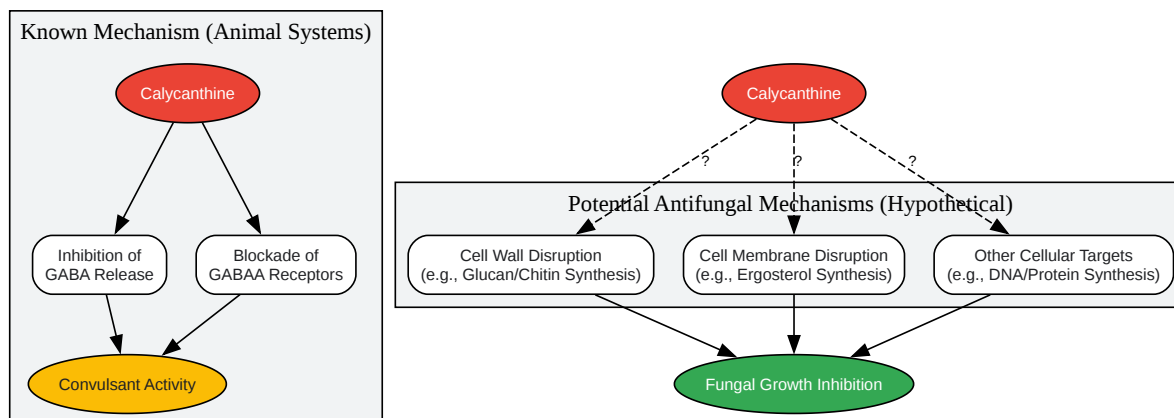 Known Mechanism (Animal Systems)
Calycanthine
Inhibition of
GABA Release
Blockade of
GABAA Receptors
Convulsant Activity
Calycanthine
?
?
?
Potential Antifungal Mechanisms (Hypothetical)
Cell Wall Disruption
(e.g., Glucan/Chitin Synthesis)
Cell Membrane Disruption
(e.g., Ergosterol Synthesis)
Other Cellular Targets
(e.g., DNA/Protein Synthesis)
Fungal Growth Inhibition